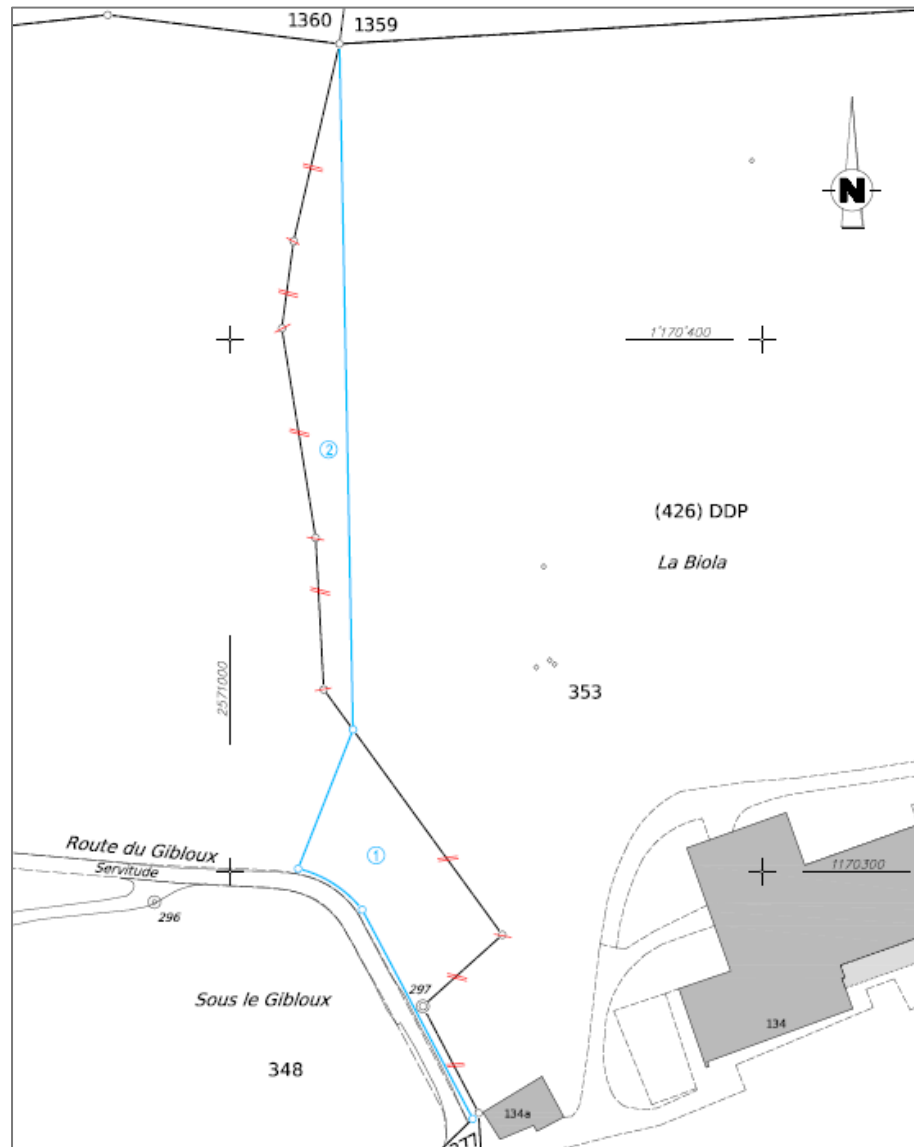 1360
1359
N
1'170'400
2
(426) DDP
La Biola
2571000
353
Route du Gibloux
Servitude
1
1170300
296
297
Sous le Gibloux
134
348
134a